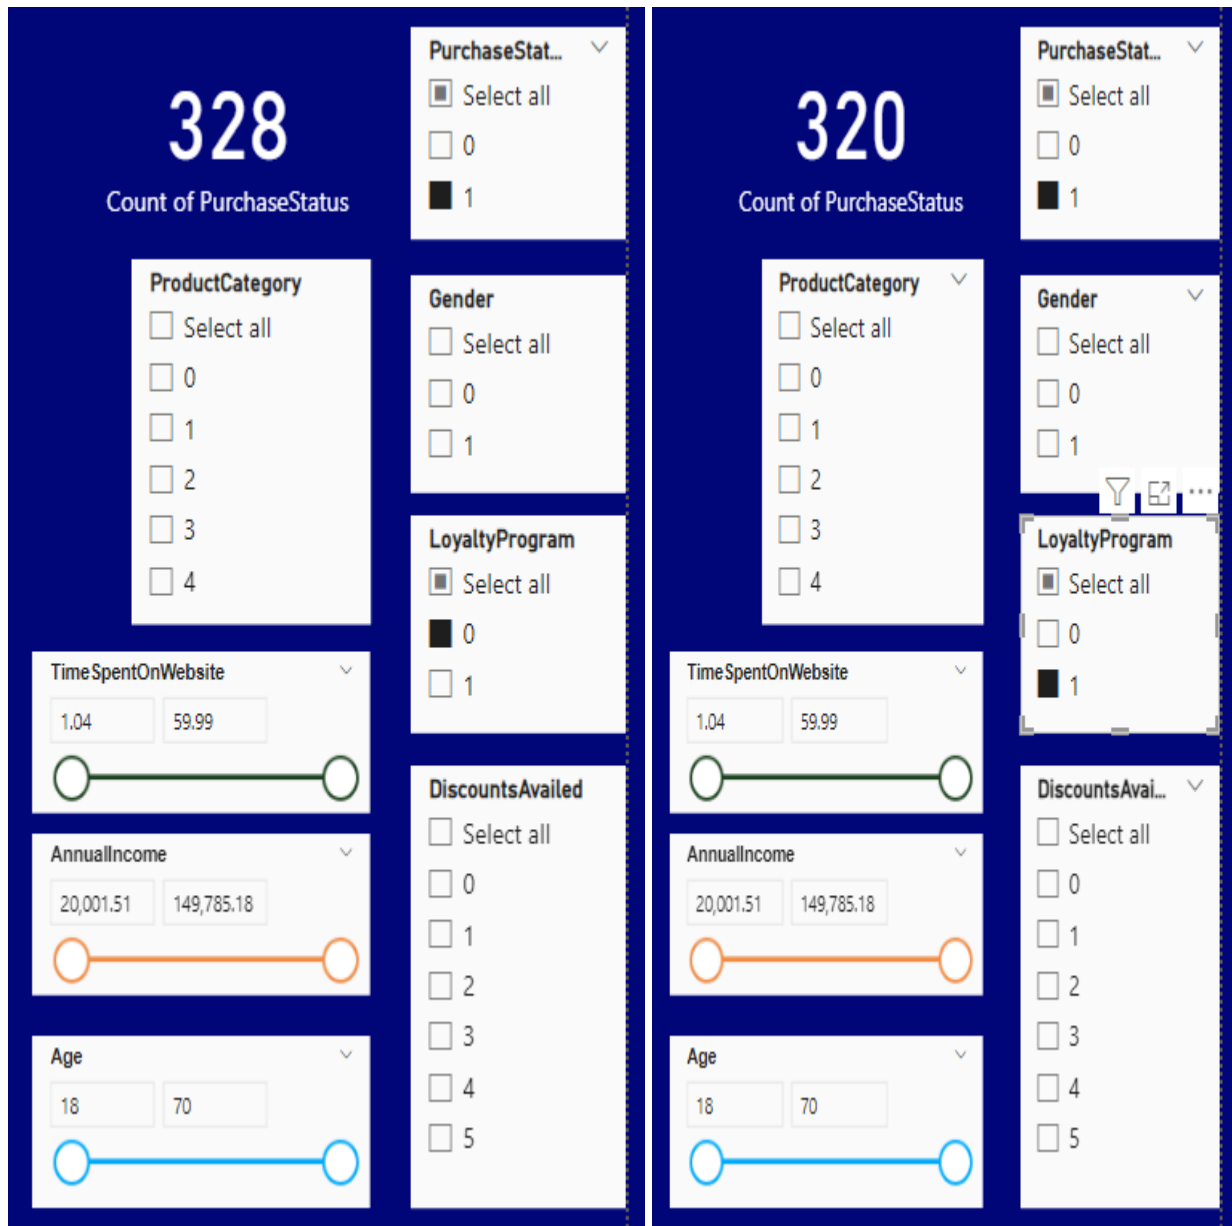 328
Count of PurchaseStatus
PurchaseStat...
Select all
0
1
ProductCategory
Select all
0
1
2
3
4
Gender
Select all
0
1
LoyaltyProgram
Select all
0
1
TimeSpentOnWebsite
1.04 59.99
AnnualIncome
20,001.51 149,785.18
Age
18 70
DiscountsAvailed
Select all
0
1
2
3
4
5
320
Count of PurchaseStatus
PurchaseStat...
Select all
0
1
ProductCategory
Select all
0
1
2
3
4
Gender
Select all
0
1
LoyaltyProgram
Select all
0
1
TimeSpentOnWebsite
1.04 59.99
AnnualIncome
20,001.51 149,785.18
Age
18 70
DiscountsAvai...
Select all
0
1
2
3
4
5